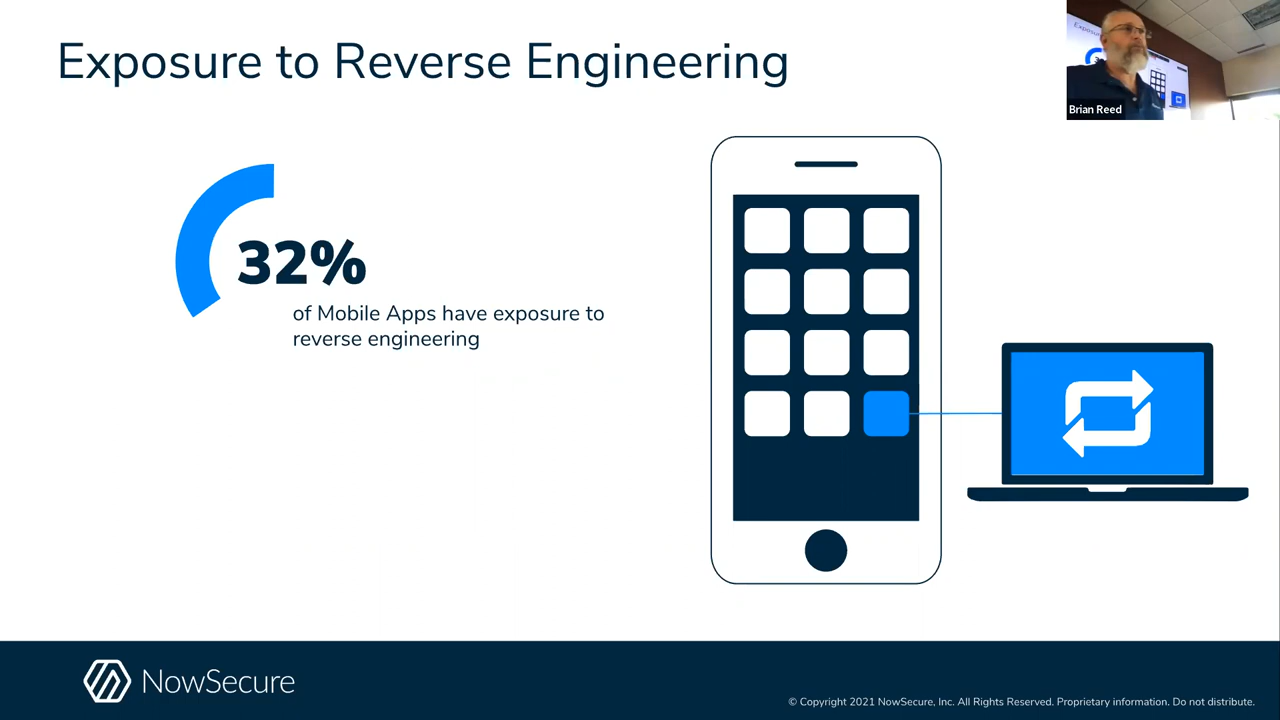 Exposure to Reverse Engineering
Brian Reed
32%
of Mobile Apps have exposure to
reverse engineering
NowSecure
© Copyright 2021 NowSecure, Inc. All Rights Reserved. Proprietary information. Do not distribute.